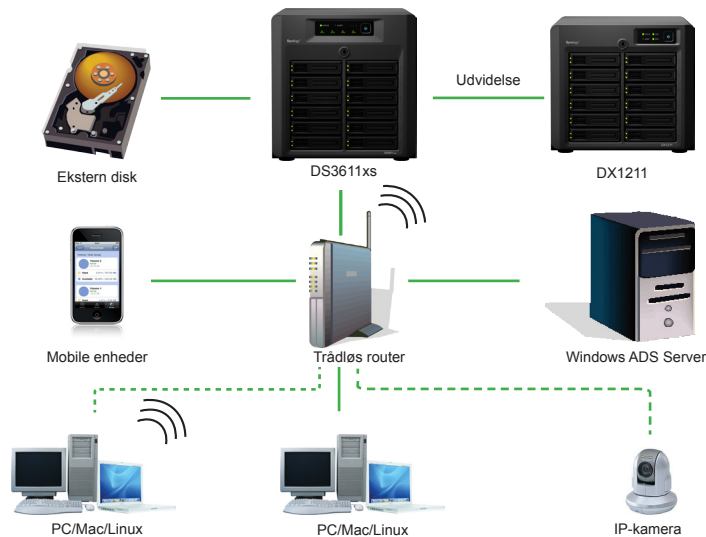 Udvidelse
Ekstern disk
DS3611xs
DX1211
Mobile enheder
Trådløs router
Windows ADS Server
PC/Mac/Linux
PC/Mac/Linux
IP-kamera